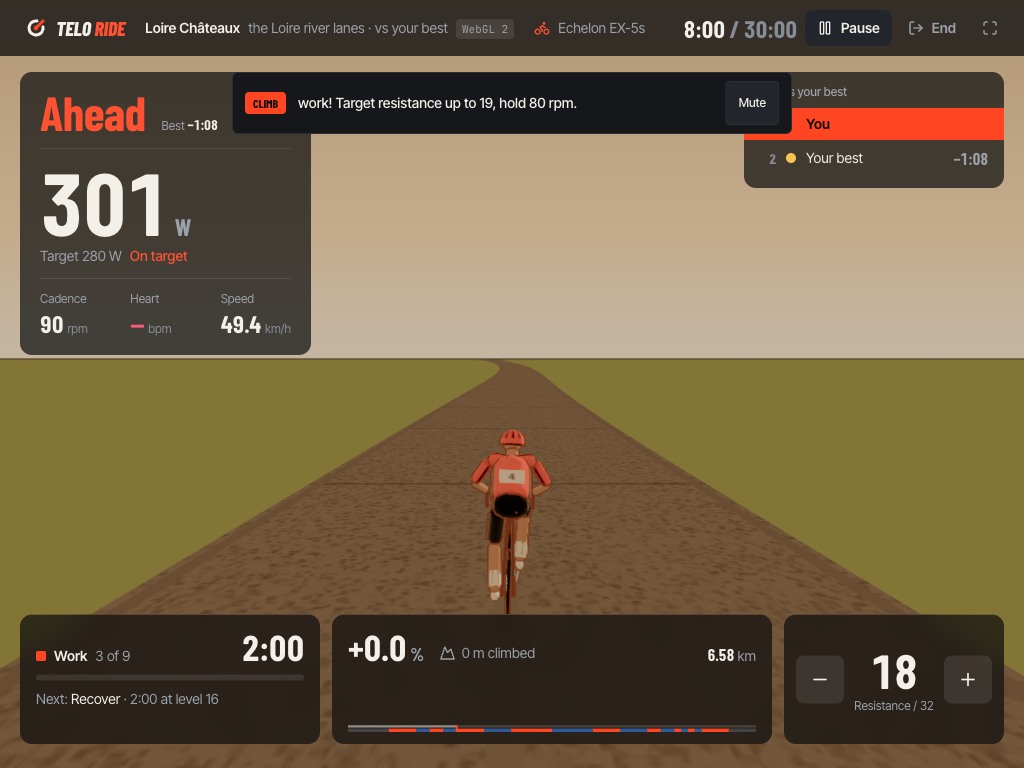 TELO RIDE Loire Châteaux the Loire river lanes · vs your best WebGL 2 Echelon EX-5s 8:00 / 30:00 Pause End
Ahead Best −1:08
CLIMB work! Target resistance up to 19, hold 80 rpm. Mute
s your best
You
2 Your best −1:08
301 W
Target 280 W On target
Cadence Heart Speed
90 rpm – bpm 49.4 km/h
4
Work 3 of 9 2:00
Next: Recover · 2:00 at level 16
+0.0 % 0 m climbed 6.58 km
− 18 +
Resistance / 32